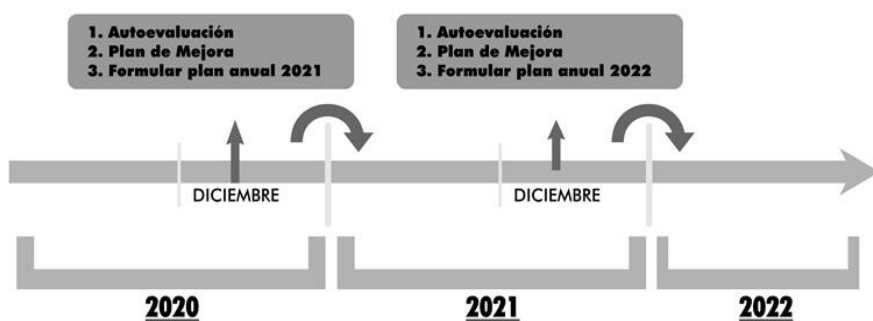 1. Autoevaluación
2. Plan de Mejora
3. Formular plan anual 2021
1. Autoevaluación
2. Plan de Mejora
3. Formular plan anual 2022
DICIEMBRE
DICIEMBRE
2020
2021
2022